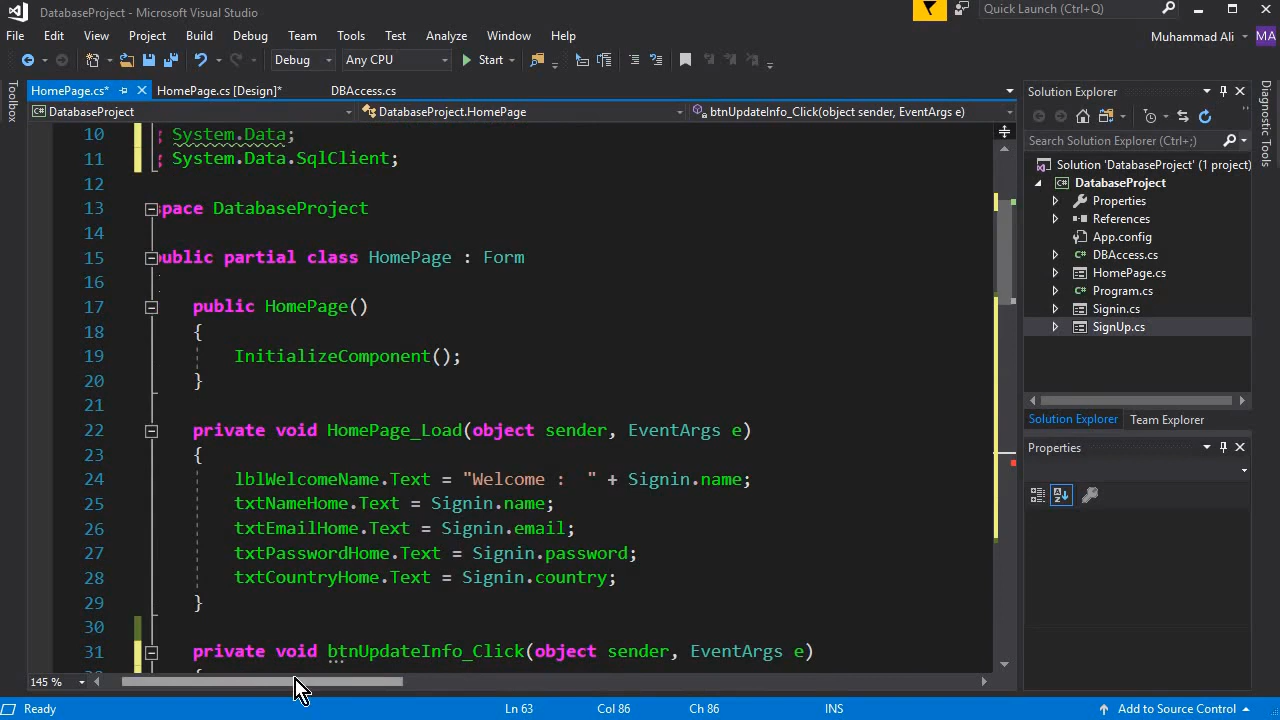 DatabaseProject - Microsoft Visual Studio
Quick Launch (Ctrl+Q)
File Edit View Project Build Debug Team Tools Test Analyze Window Help
Muhammad Ali MA
Debug Any CPU Start
Toolbox
HomePage.cs* HomePage.cs [Design]* DBAccess.cs
DatabaseProject DatabaseProject.HomePage btnUpdateInfo_Click(object sender, EventArgs e)
10 ; System.Data;
11 ; System.Data.SqlClient;
12
13 pace DatabaseProject
14
15 public partial class HomePage : Form
16
17 public HomePage()
18 {
19 InitializeComponent();
20 }
21
22 private void HomePage_Load(object sender, EventArgs e)
23 {
24 lblWelcomeName.Text = "Welcome :  " + Signin.name;
25 txtNameHome.Text = Signin.name;
26 txtEmailHome.Text = Signin.email;
27 txtPasswordHome.Text = Signin.password;
28 txtCountryHome.Text = Signin.country;
29 }
30
31 private void btnUpdateInfo_Click(object sender, EventArgs e)
145 %
Solution Explorer
Search Solution Explorer (Ctrl+;)
Solution 'DatabaseProject' (1 project)
DatabaseProject
Properties
References
App.config
DBAccess.cs
HomePage.cs
Program.cs
Signin.cs
SignUp.cs
Solution Explorer Team Explorer
Properties
Diagnostic Tools
Ready Ln 63 Col 86 Ch 86 INS Add to Source Control